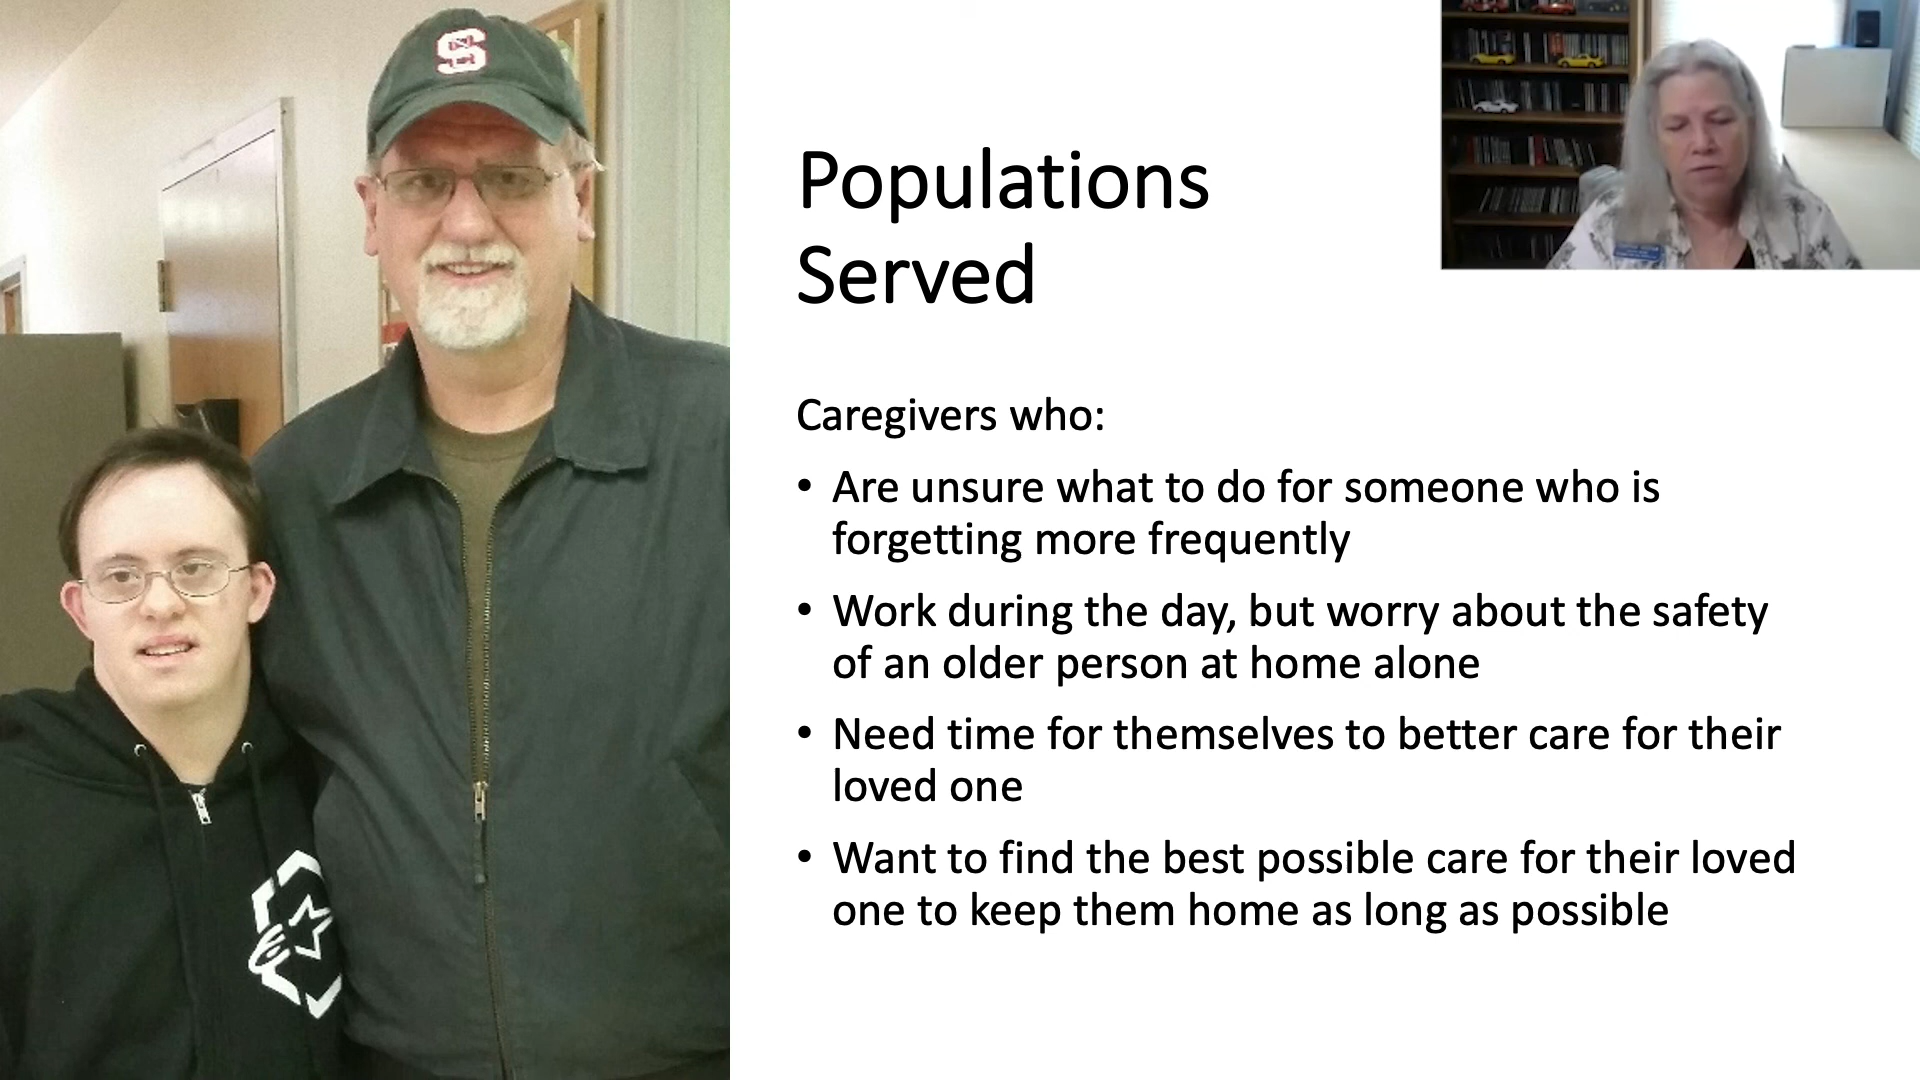 Populations
Served
Caregivers who:
• Are unsure what to do for someone who is
forgetting more frequently
• Work during the day, but worry about the safety
of an older person at home alone
• Need time for themselves to better care for their
loved one
• Want to find the best possible care for their loved
one to keep them home as long as possible